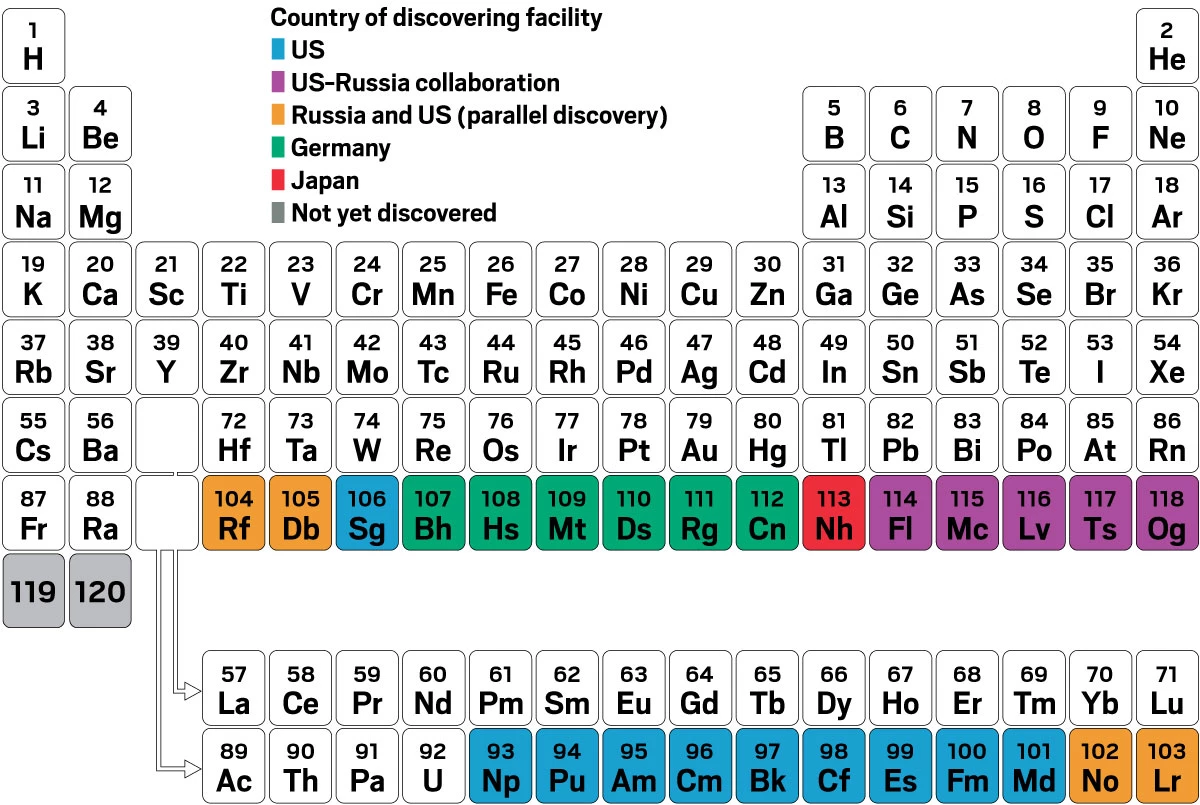 Country of discovering facility
US
US–Russia collaboration
Russia and US (parallel discovery)
Germany
Japan
Not yet discovered
1 2
H He
3 4 5 6 7 8 9 10
Li Be B C N O F Ne
11 12 13 14 15 16 17 18
Na Mg Al Si P S Cl Ar
19 20 21 22 23 24 25 26 27 28 29 30 31 32 33 34 35 36
K Ca Sc Ti V Cr Mn Fe Co Ni Cu Zn Ga Ge As Se Br Kr
37 38 39 40 41 42 43 44 45 46 47 48 49 50 51 52 53 54
Rb Sr Y Zr Nb Mo Tc Ru Rh Pd Ag Cd In Sn Sb Te I Xe
55 56 72 73 74 75 76 77 78 79 80 81 82 83 84 85 86
Cs Ba Hf Ta W Re Os Ir Pt Au Hg Tl Pb Bi Po At Rn
87 88 104 105 106 107 108 109 110 111 112 113 114 115 116 117 118
Fr Ra Rf Db Sg Bh Hs Mt Ds Rg Cn Nh Fl Mc Lv Ts Og
119 120
57 58 59 60 61 62 63 64 65 66 67 68 69 70 71
La Ce Pr Nd Pm Sm Eu Gd Tb Dy Ho Er Tm Yb Lu
89 90 91 92 93 94 95 96 97 98 99 100 101 102 103
Ac Th Pa U Np Pu Am Cm Bk Cf Es Fm Md No Lr